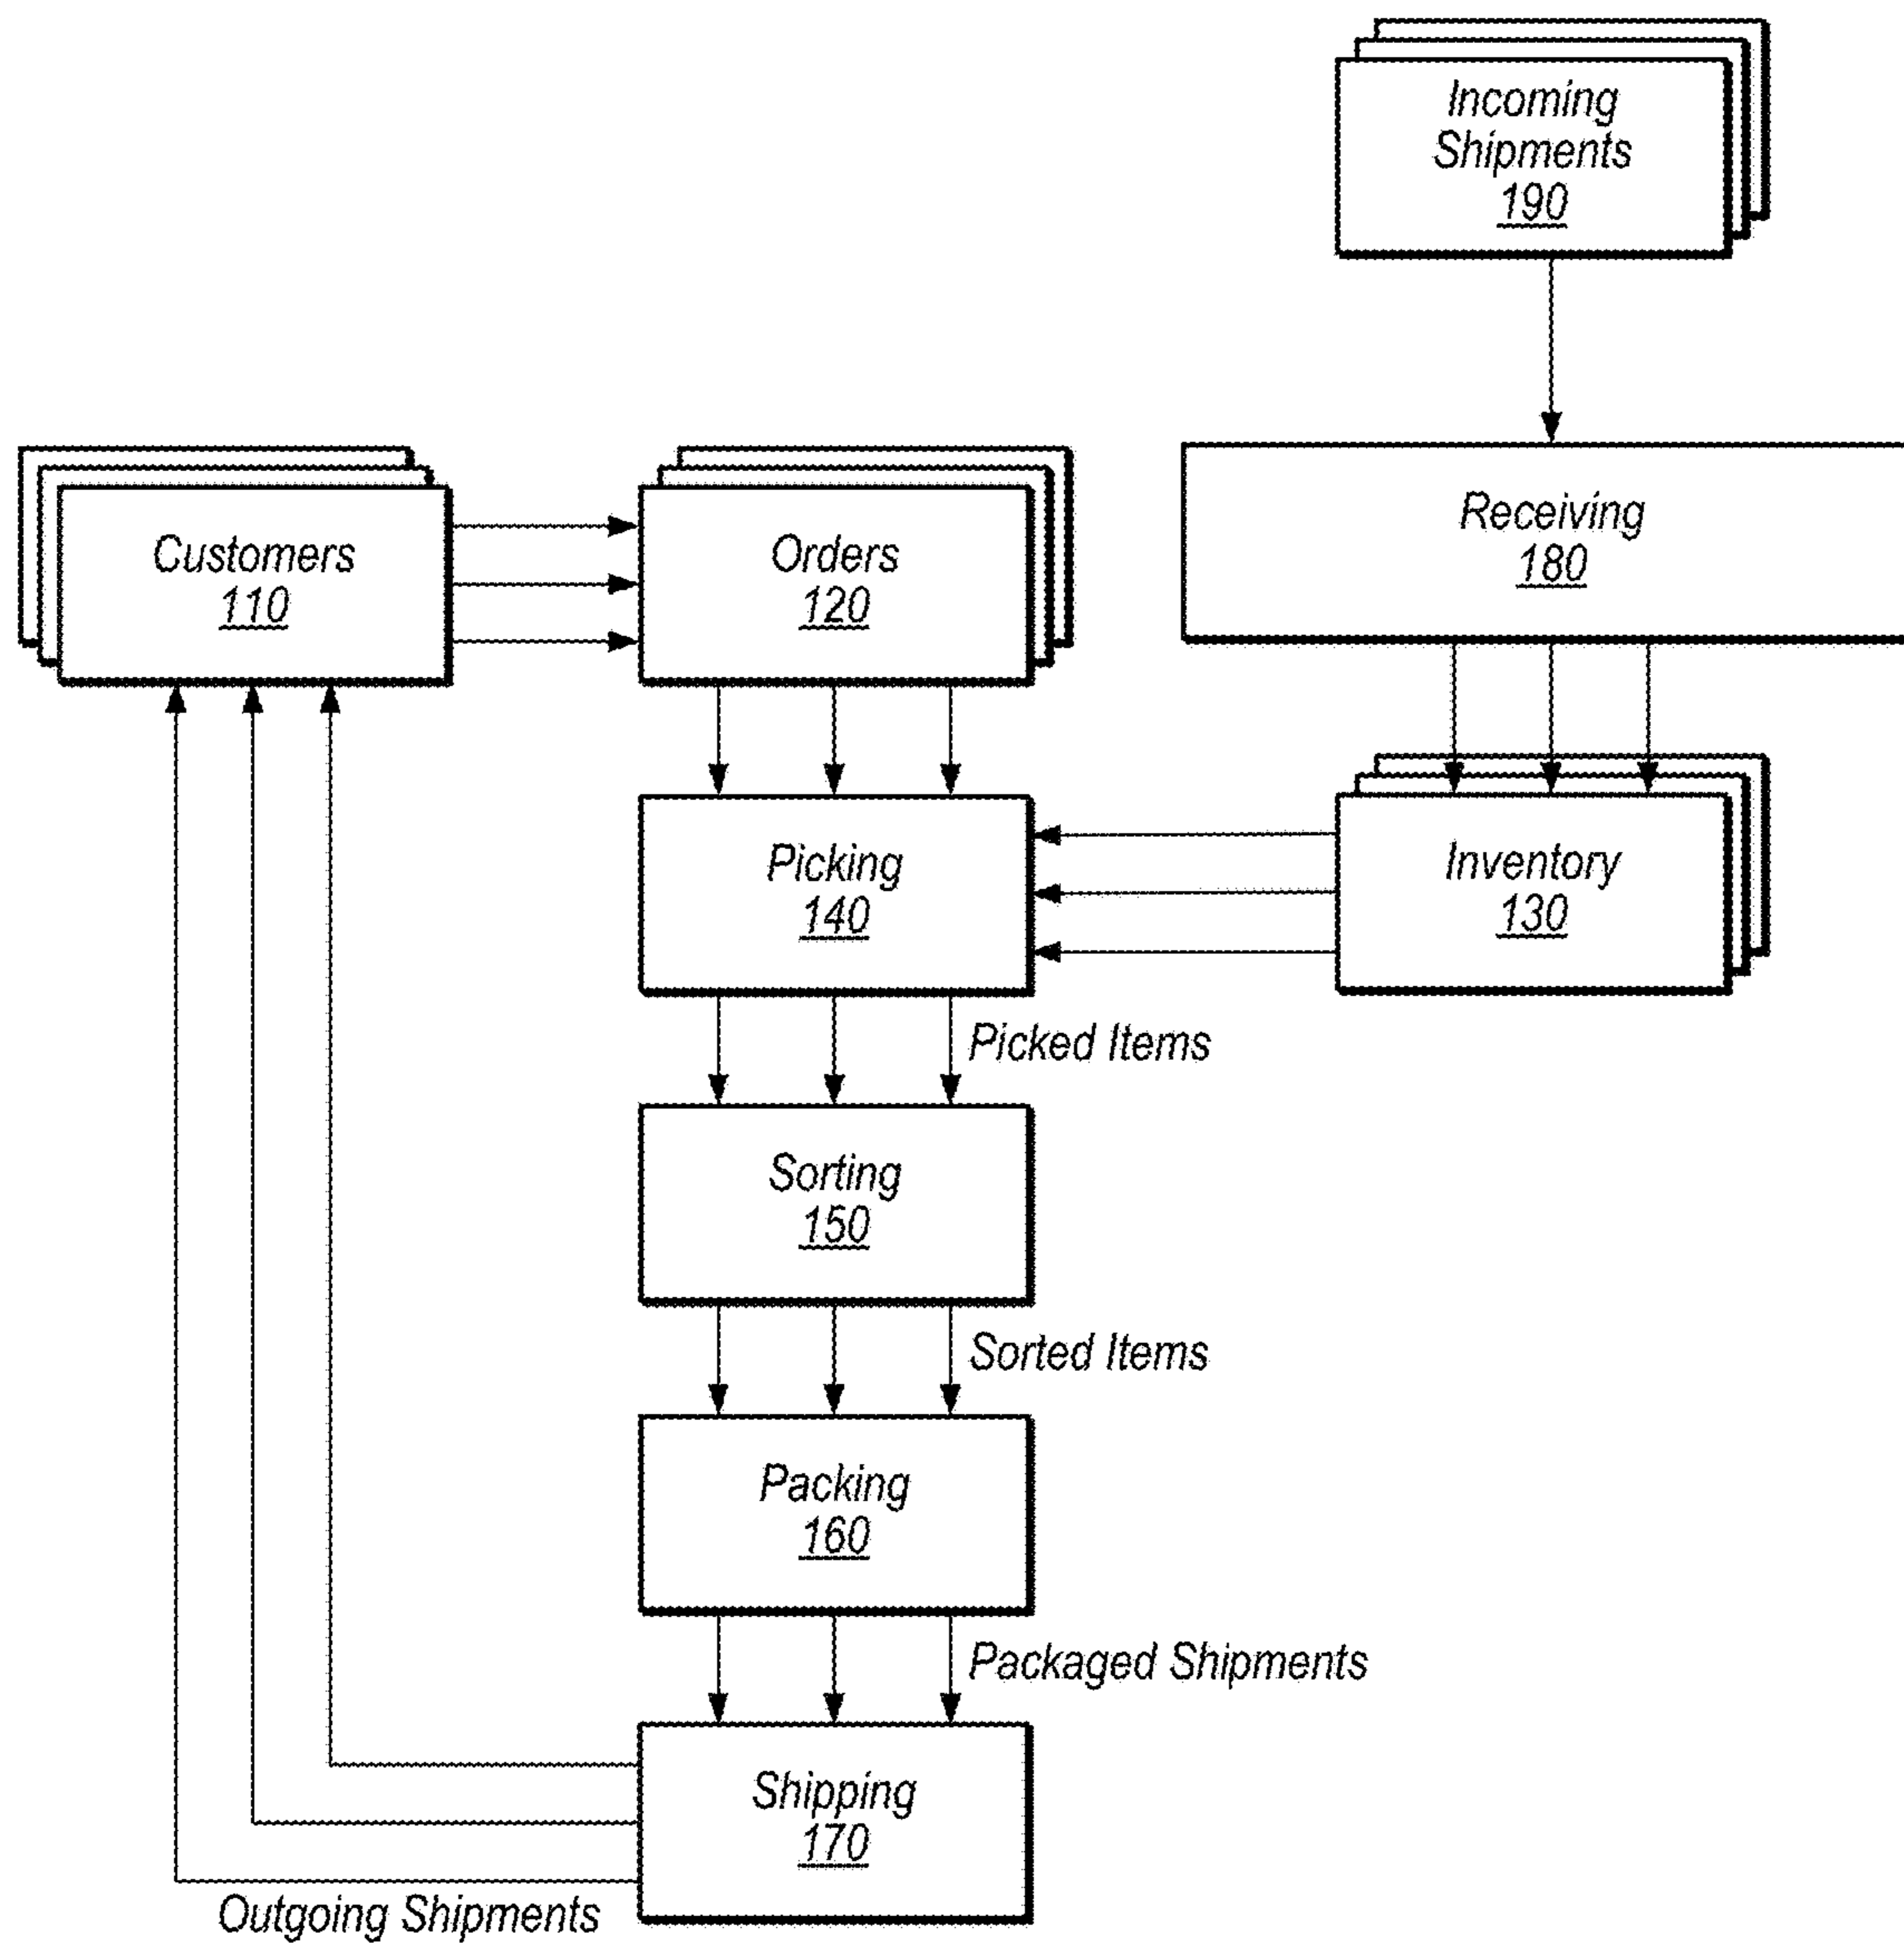 Incoming
Shipments
190
Customers
110
Orders
120
Receiving
180
Picking
140
Inventory
130
Picked Items
Sorting
150
Sorted Items
Packing
160
Packaged Shipments
Shipping
170
Outgoing Shipments